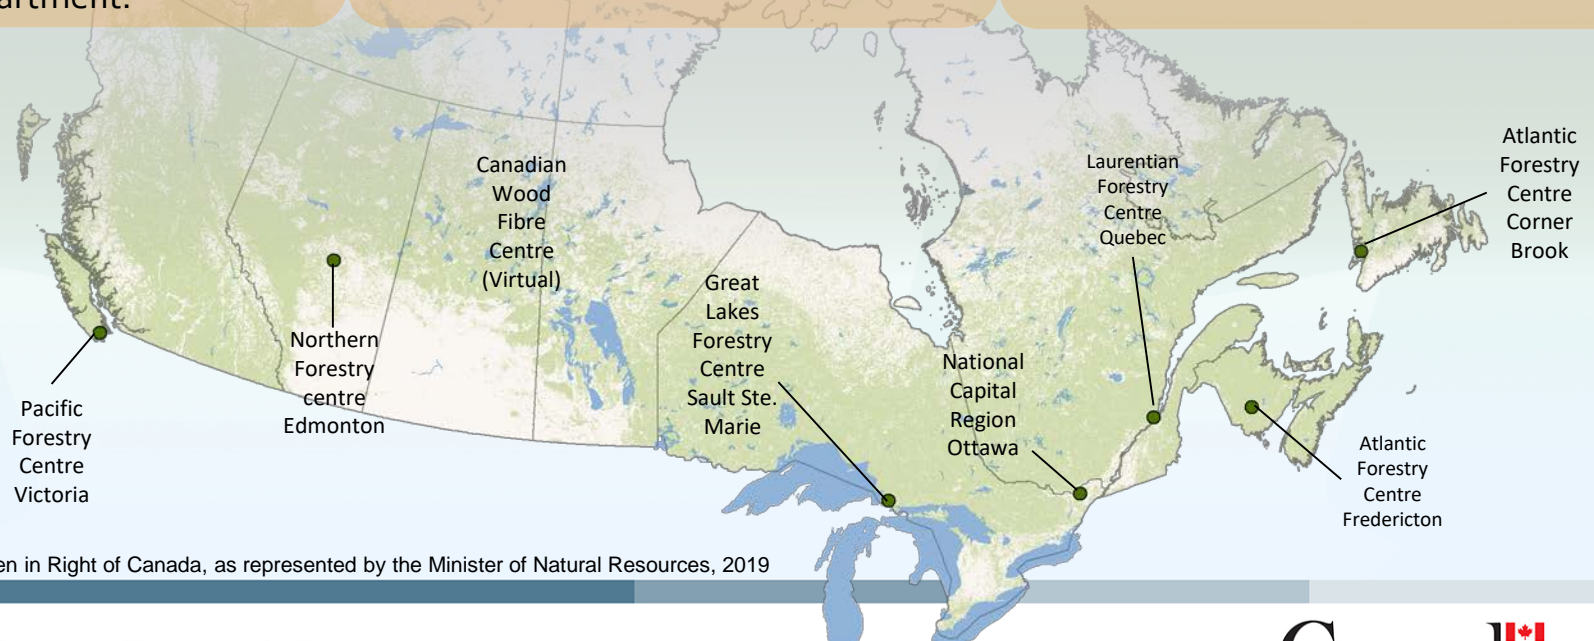 artment.
Canadian
Wood
Fibre
Centre
(Virtual)
Laurentian
Forestry
Centre
Quebec
Atlantic
Forestry
Centre
Corner
Brook
Great
Lakes
Forestry
Centre
Sault Ste.
Marie
Northern
Forestry
centre
Edmonton
National
Capital
Region
Ottawa
Pacific
Forestry
Centre
Victoria
Atlantic
Forestry
Centre
Fredericton
en in Right of Canada, as represented by the Minister of Natural Resources, 2019